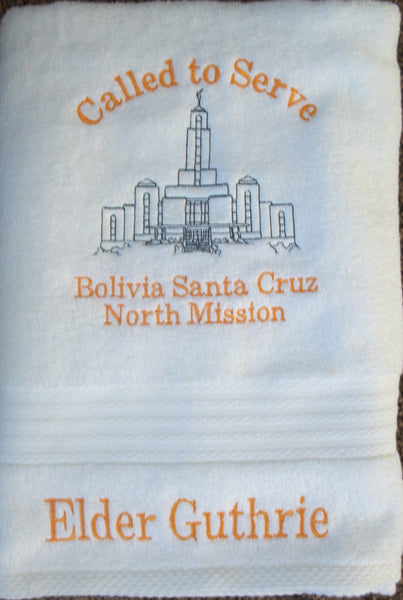 Called to Serve
Bolivia Santa Cruz
North Mission
Elder Guthrie